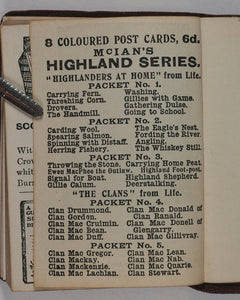 8 COLOURED POST CARDS, 6d.
McIAN'S
HIGHLAND SERIES.
"HIGHLANDERS AT HOME" from Life.
PACKET No. 1.
Carrying Fern. Washing.
Threshing Corn. Gillies with Game.
Drovers. Gathering Dulse.
The Handmill. Going to School.
PACKET No. 2.
Carding Wool. The Eagle's Nest.
Spearing Salmon. Fording the River.
Spinning with Distaff. Angling.
Herring Fishery. The Whiskey Still.
PACKET No. 3.
Throwing the Stone. Carrying Home Peat.
Ewen MacPhee the Outlaw. Highland Foot-post.
Signal for Boat. Highland Shepherd.
Gillie Calum. Deerstalking.
"THE CLANS" from Life.
PACKET No. 4.
Clan Drummond. Clan Mac Donald of
Clan Gordon. Clan Ranald.
Clan Mac Cruimin. Clan Mac Donell of
Clan Mac Bean. Glengarry.
Clan Mac Duff. Clan Mac Gillivray.
PACKET No. 5.
Clan Mac Gregor. Clan Mac Lean.
Clan Mackay. Clan Mac Nab.
Clan Mackenzie. Clan Mac Quarie.
Clan Mac Lachlan. Clan Stewart.
SOC
Wit
Crow
whit
Edit